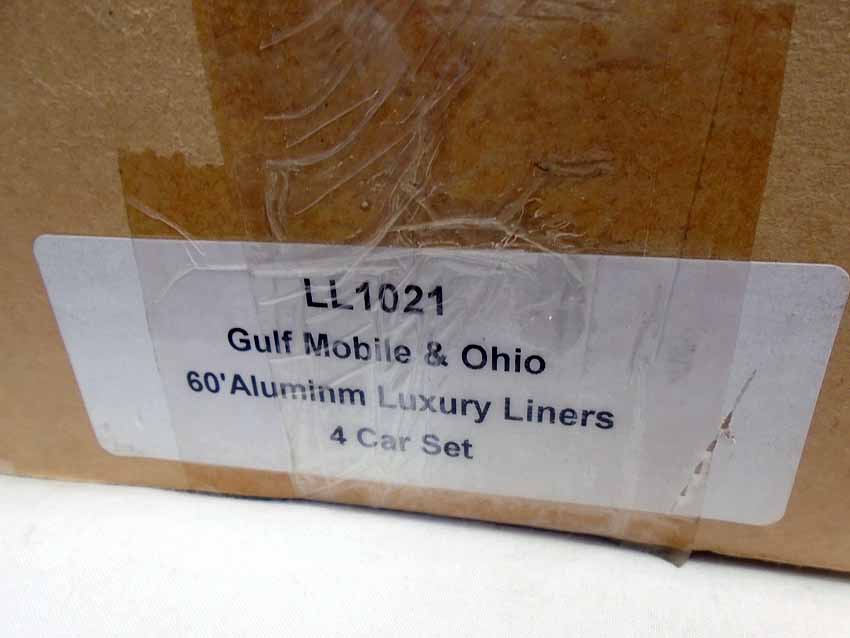 LL1021
Gulf Mobile & Ohio
60'Aluminm Luxury Liners
4 Car Set